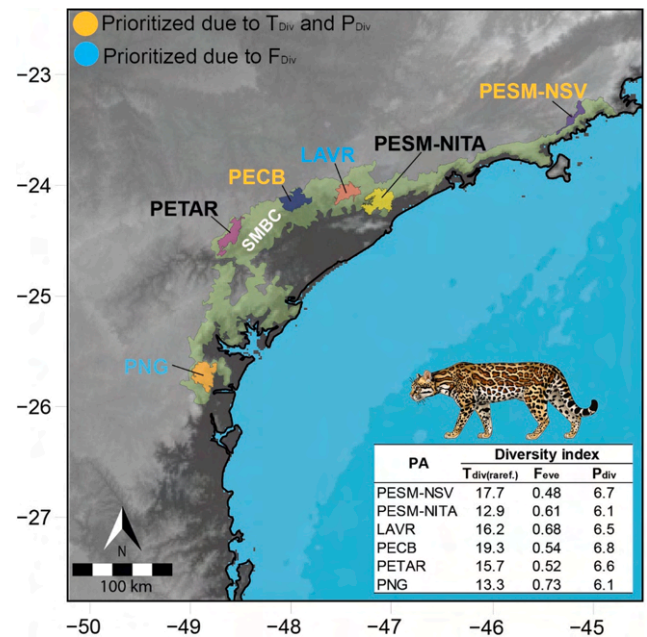 Prioritized due to TDiv and PDiv
Prioritized due to FDiv
−23
−24
−25
−26
−27
PESM-NSV
LAVR
PESM-NITA
PECB
PETAR
SMBC
PNG
PA Diversity index
Tdiv(raref.) Feve Pdiv
PESM-NSV 17.7 0.48 6.7
PESM-NITA 12.9 0.61 6.1
LAVR 16.2 0.68 6.5
PECB 19.3 0.54 6.8
PETAR 15.7 0.52 6.6
PNG 13.3 0.73 6.1
N
100 km
−50 −49 −48 −47 −46 −45